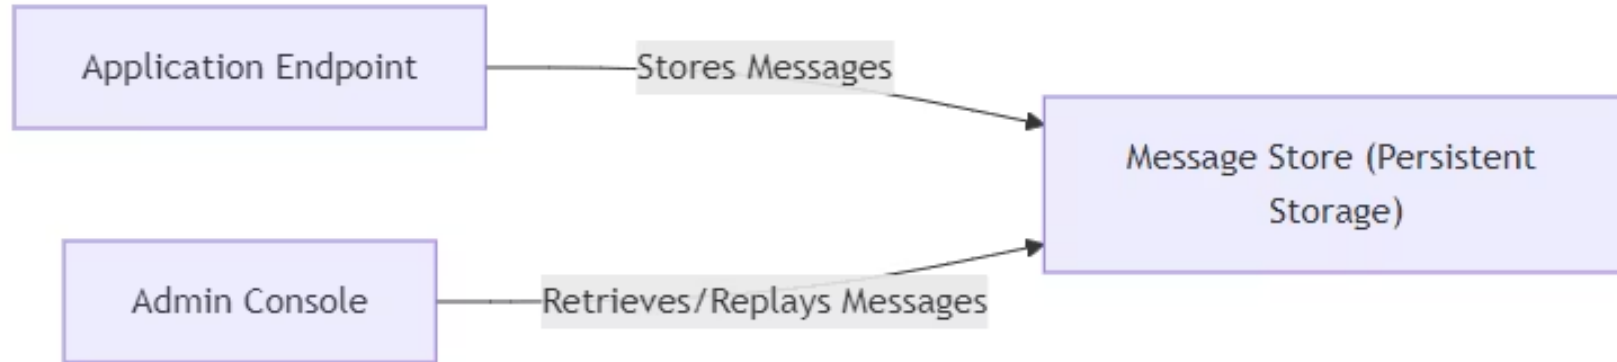 Application Endpoint
Stores Messages
Message Store (Persistent
Storage)
Admin Console
Retrieves/Replays Messages